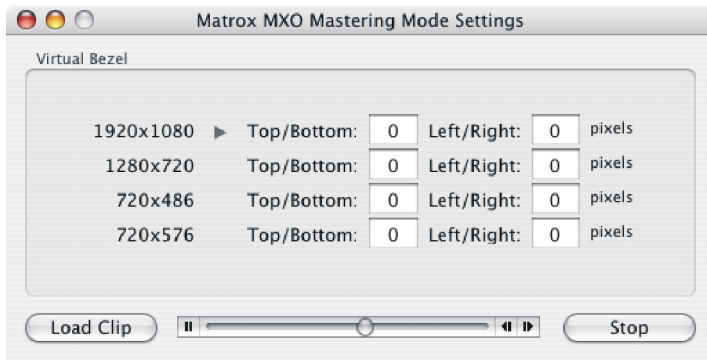 Matrox MXO Mastering Mode Settings
Virtual Bezel
1920x1080 Top/Bottom: 0 Left/Right: 0 pixels
1280x720 Top/Bottom: 0 Left/Right: 0 pixels
720x486 Top/Bottom: 0 Left/Right: 0 pixels
720x576 Top/Bottom: 0 Left/Right: 0 pixels
Load Clip Stop